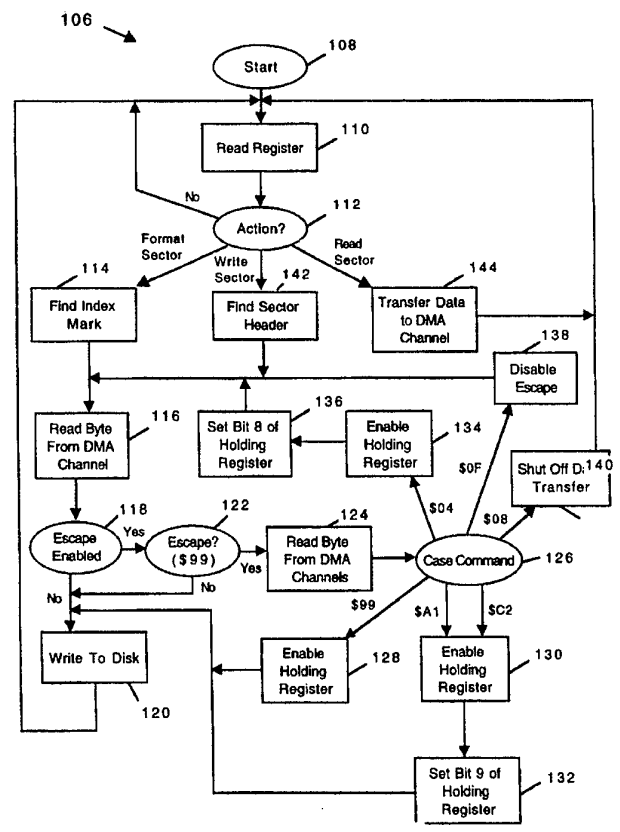 106
108
Start
110
Read Register
No
112
Action?
Format
Sector
Write
Sector
Read
Sector
114
142
144
Find Index
Mark
Find Sector
Header
Transfer Data
to DMA
Channel
138
Disable
Escape
116
136
134
Read Byte
From DMA
Channel
Set Bit 8 of
Holding
Register
Enable
Holding
Register
$0F
140
Shut Off
Transfer
$04
$08
118
122
124
Escape
Enabled
Yes
Escape?
($99)
Yes
Read Byte
From DMA
Channels
Case Command
126
No
No
$99
$A1
$C2
Write To Disk
120
Enable
Holding
Register
128
Enable
Holding
Register
130
Set Bit 9 of
Holding
Register
132